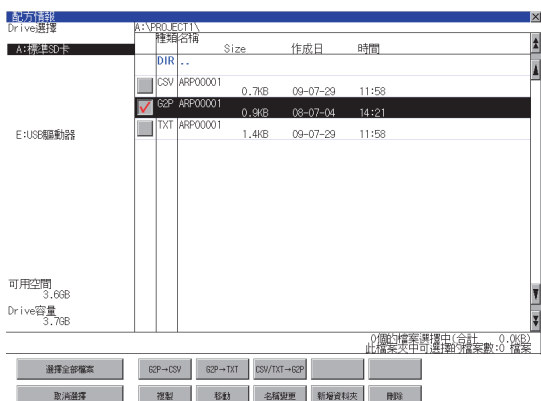 配方情報
Drive選擇
A:\PROJECT1\
種類 名稱
Size 作成日 時間
A:標準SD卡
DIR ..
CSV ARP00001
0.7KB 09-07-29 11:58
G2P ARP00001
0.9KB 08-07-04 14:21
TXT ARP00001
1.4KB 09-07-29 11:58
E:USB驅動器
可用空間
3.6GB
Drive容量
3.7GB
0個的檔案選擇中(合計 0.0KB)
此檔案夾中可選擇的檔案數:0 檔案
選擇全部檔案 G2P→CSV G2P→TXT CSV/TXT→G2P
取消選擇 複製 移動 名稱變更 新增資料夾 刪除